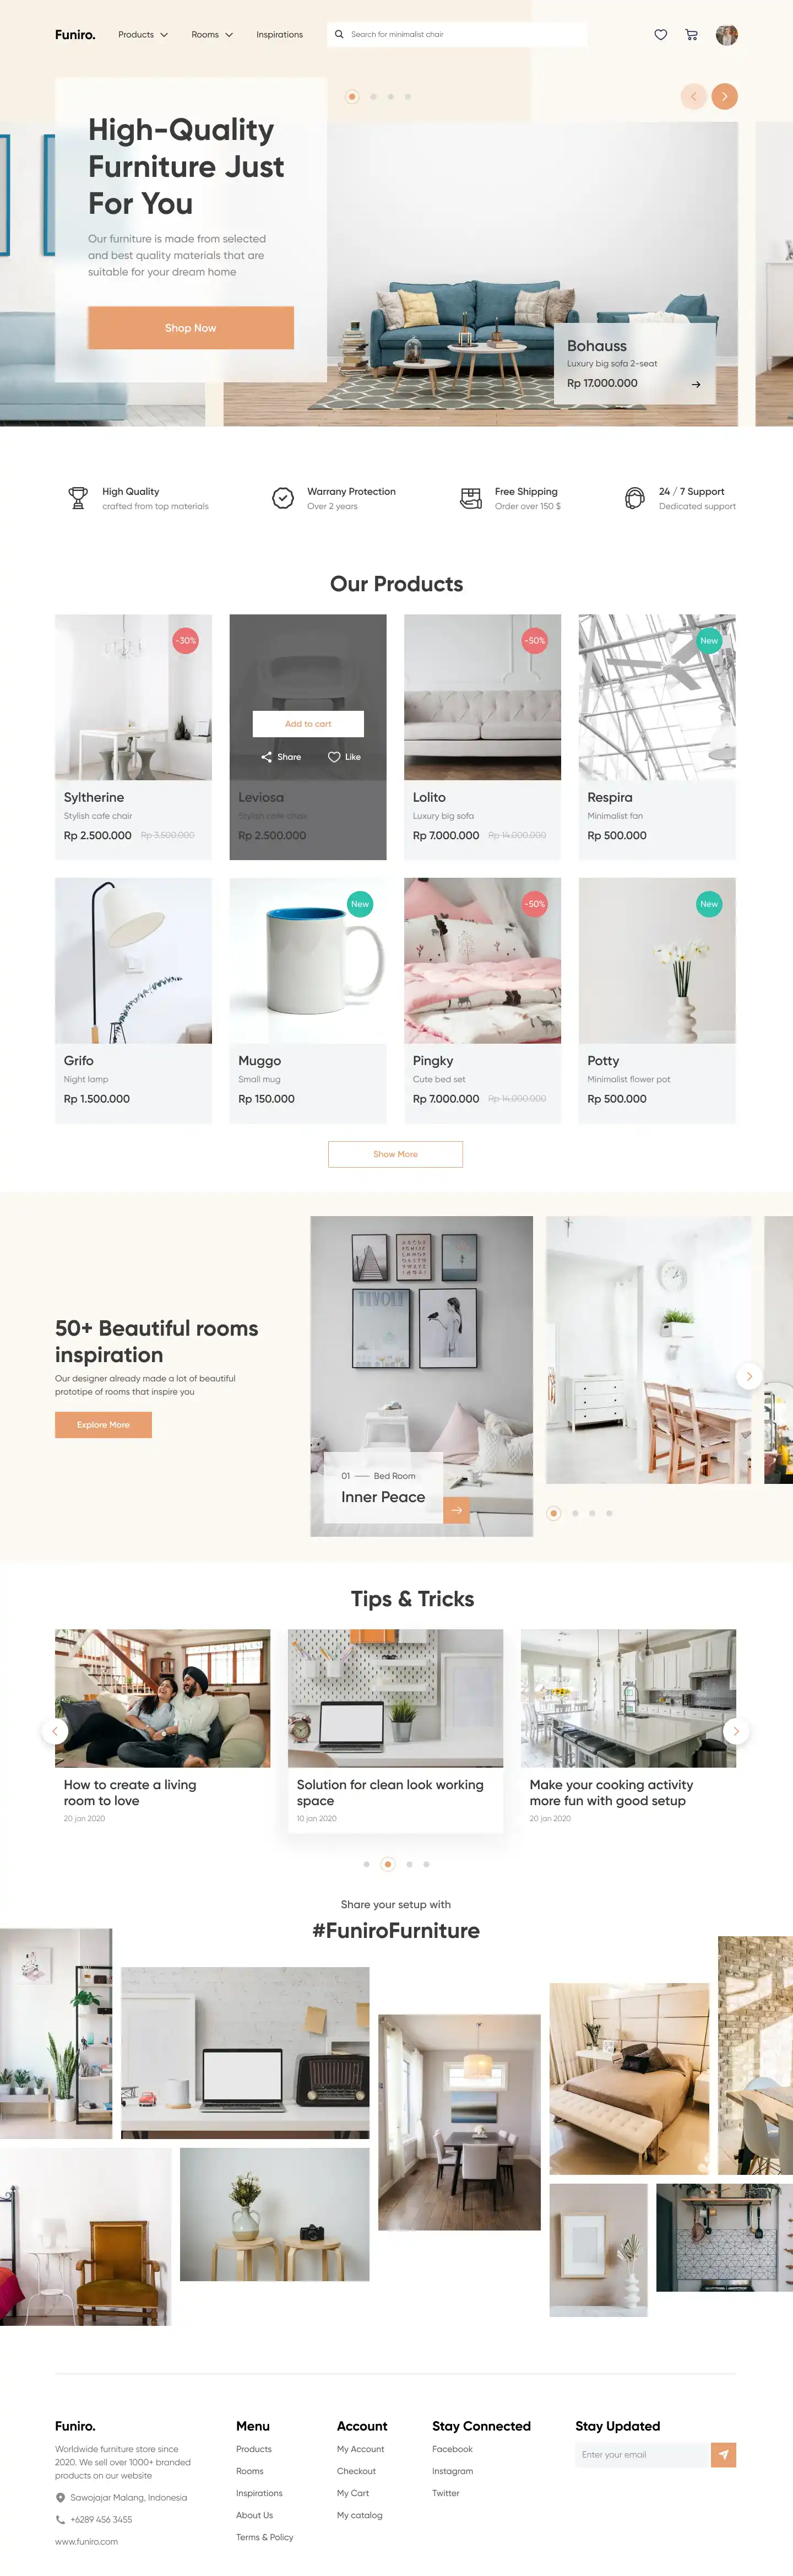 Funiro.
Products
Rooms
Inspirations
Search for minimalist chair
High-Quality
Furniture Just
For You
Our furniture is made from selected
and best quality materials that are
suitable for your dream home
Shop Now
Bohauss
Luxury big sofa 2-seat
Rp 17.000.000
High Quality
crafted from top materials
Warrany Protection
Over 2 years
Free Shipping
Order over 150 $
24 / 7 Support
Dedicated support
Our Products
-30%
Syltherine
Stylish cafe chair
Rp 2.500.000 Rp 3.500.000
Add to cart
Share
Like
Leviosa
Stylish cafe chair
Rp 2.500.000
-50%
Lolito
Luxury big sofa
Rp 7.000.000 Rp 14.000.000
New
Respira
Minimalist fan
Rp 500.000
Grifo
Night lamp
Rp 1.500.000
New
Muggo
Small mug
Rp 150.000
-50%
Pingky
Cute bed set
Rp 7.000.000 Rp 14.000.000
New
Potty
Minimalist flower pot
Rp 500.000
Show More
50+ Beautiful rooms
inspiration
Our designer already made a lot of beautiful
prototipe of rooms that inspire you
Explore More
TIVOLI
01 — Bed Room
Inner Peace
Tips & Tricks
How to create a living
room to love
20 jan 2020
Solution for clean look working
space
10 jan 2020
Make your cooking activity
more fun with good setup
20 jan 2020
Share your setup with
#FuniroFurniture
Funiro.
Worldwide furniture store since
2020. We sell over 1000+ branded
products on our website
Sawojajar Malang, Indonesia
+6289 456 3455
www.funiro.com
Menu
Products
Rooms
Inspirations
About Us
Terms & Policy
Account
My Account
Checkout
My Cart
My catalog
Stay Connected
Facebook
Instagram
Twitter
Stay Updated
Enter your email